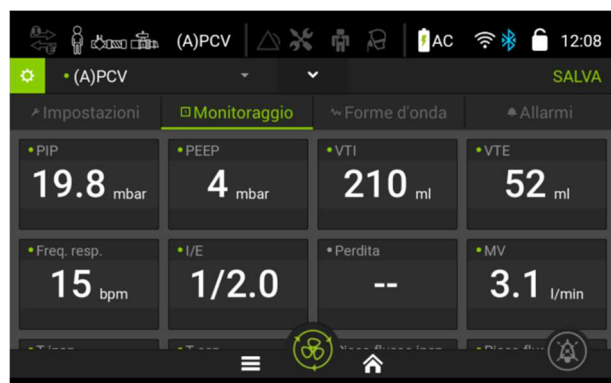 (A)PCV AC 12:08
(A)PCV SALVA
Impostazioni Monitoraggio Forme d'onda Allarmi
PIP PEEP VTI VTE
19.8 mbar 4 mbar 210 ml 52 ml
Freq. resp. I/E Perdita MV
15 bpm 1/2.0 -- 3.1 l/min